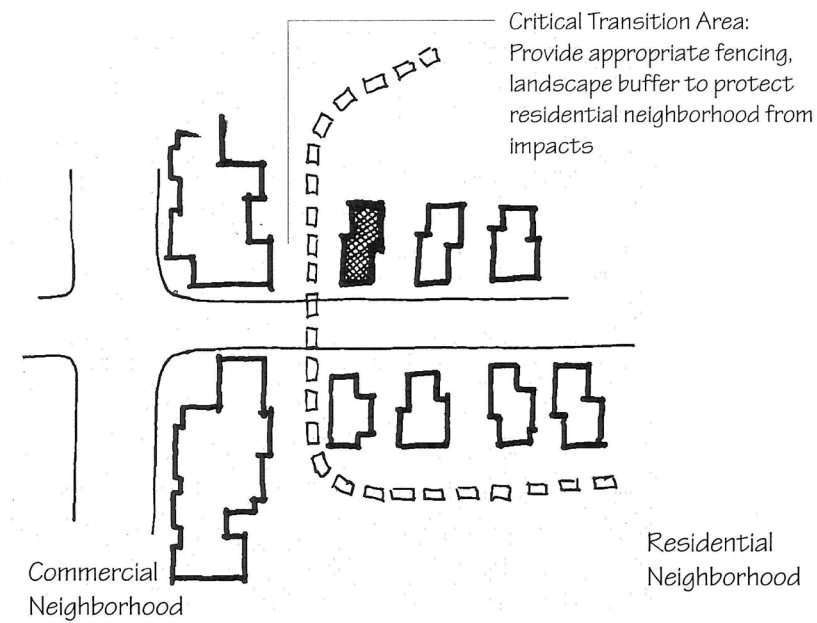 Critical Transition Area:
Provide appropriate fencing,
landscape buffer to protect
residential neighborhood from
impacts
Commercial
Neighborhood
Residential
Neighborhood